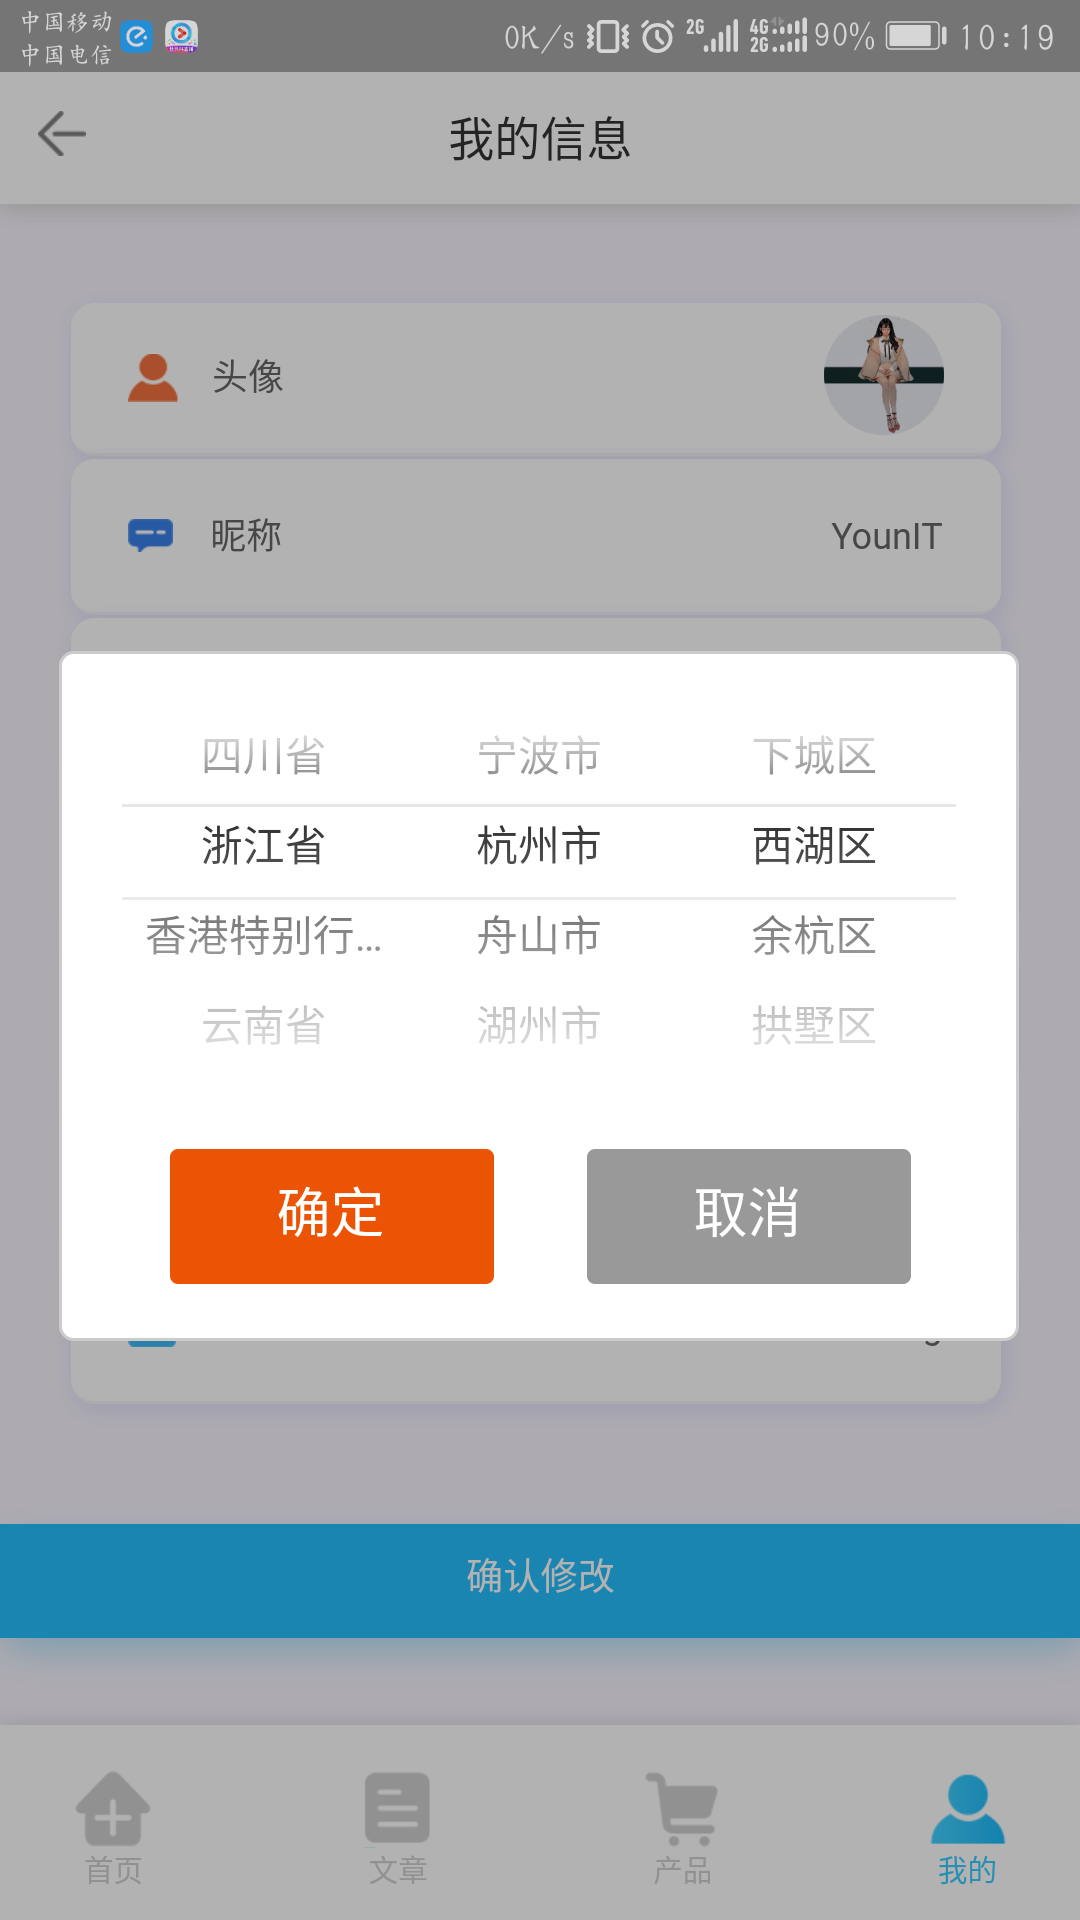 中国移动
中国电信
0K/s 2G 4G 2G 90% 10:19
我的信息
头像
昵称 YounIT
四川省 宁波市 下城区
浙江省 杭州市 西湖区
香港特别行... 舟山市 余杭区
云南省 湖州市 拱墅区
确定 取消
确认修改
首页 文章 产品 我的